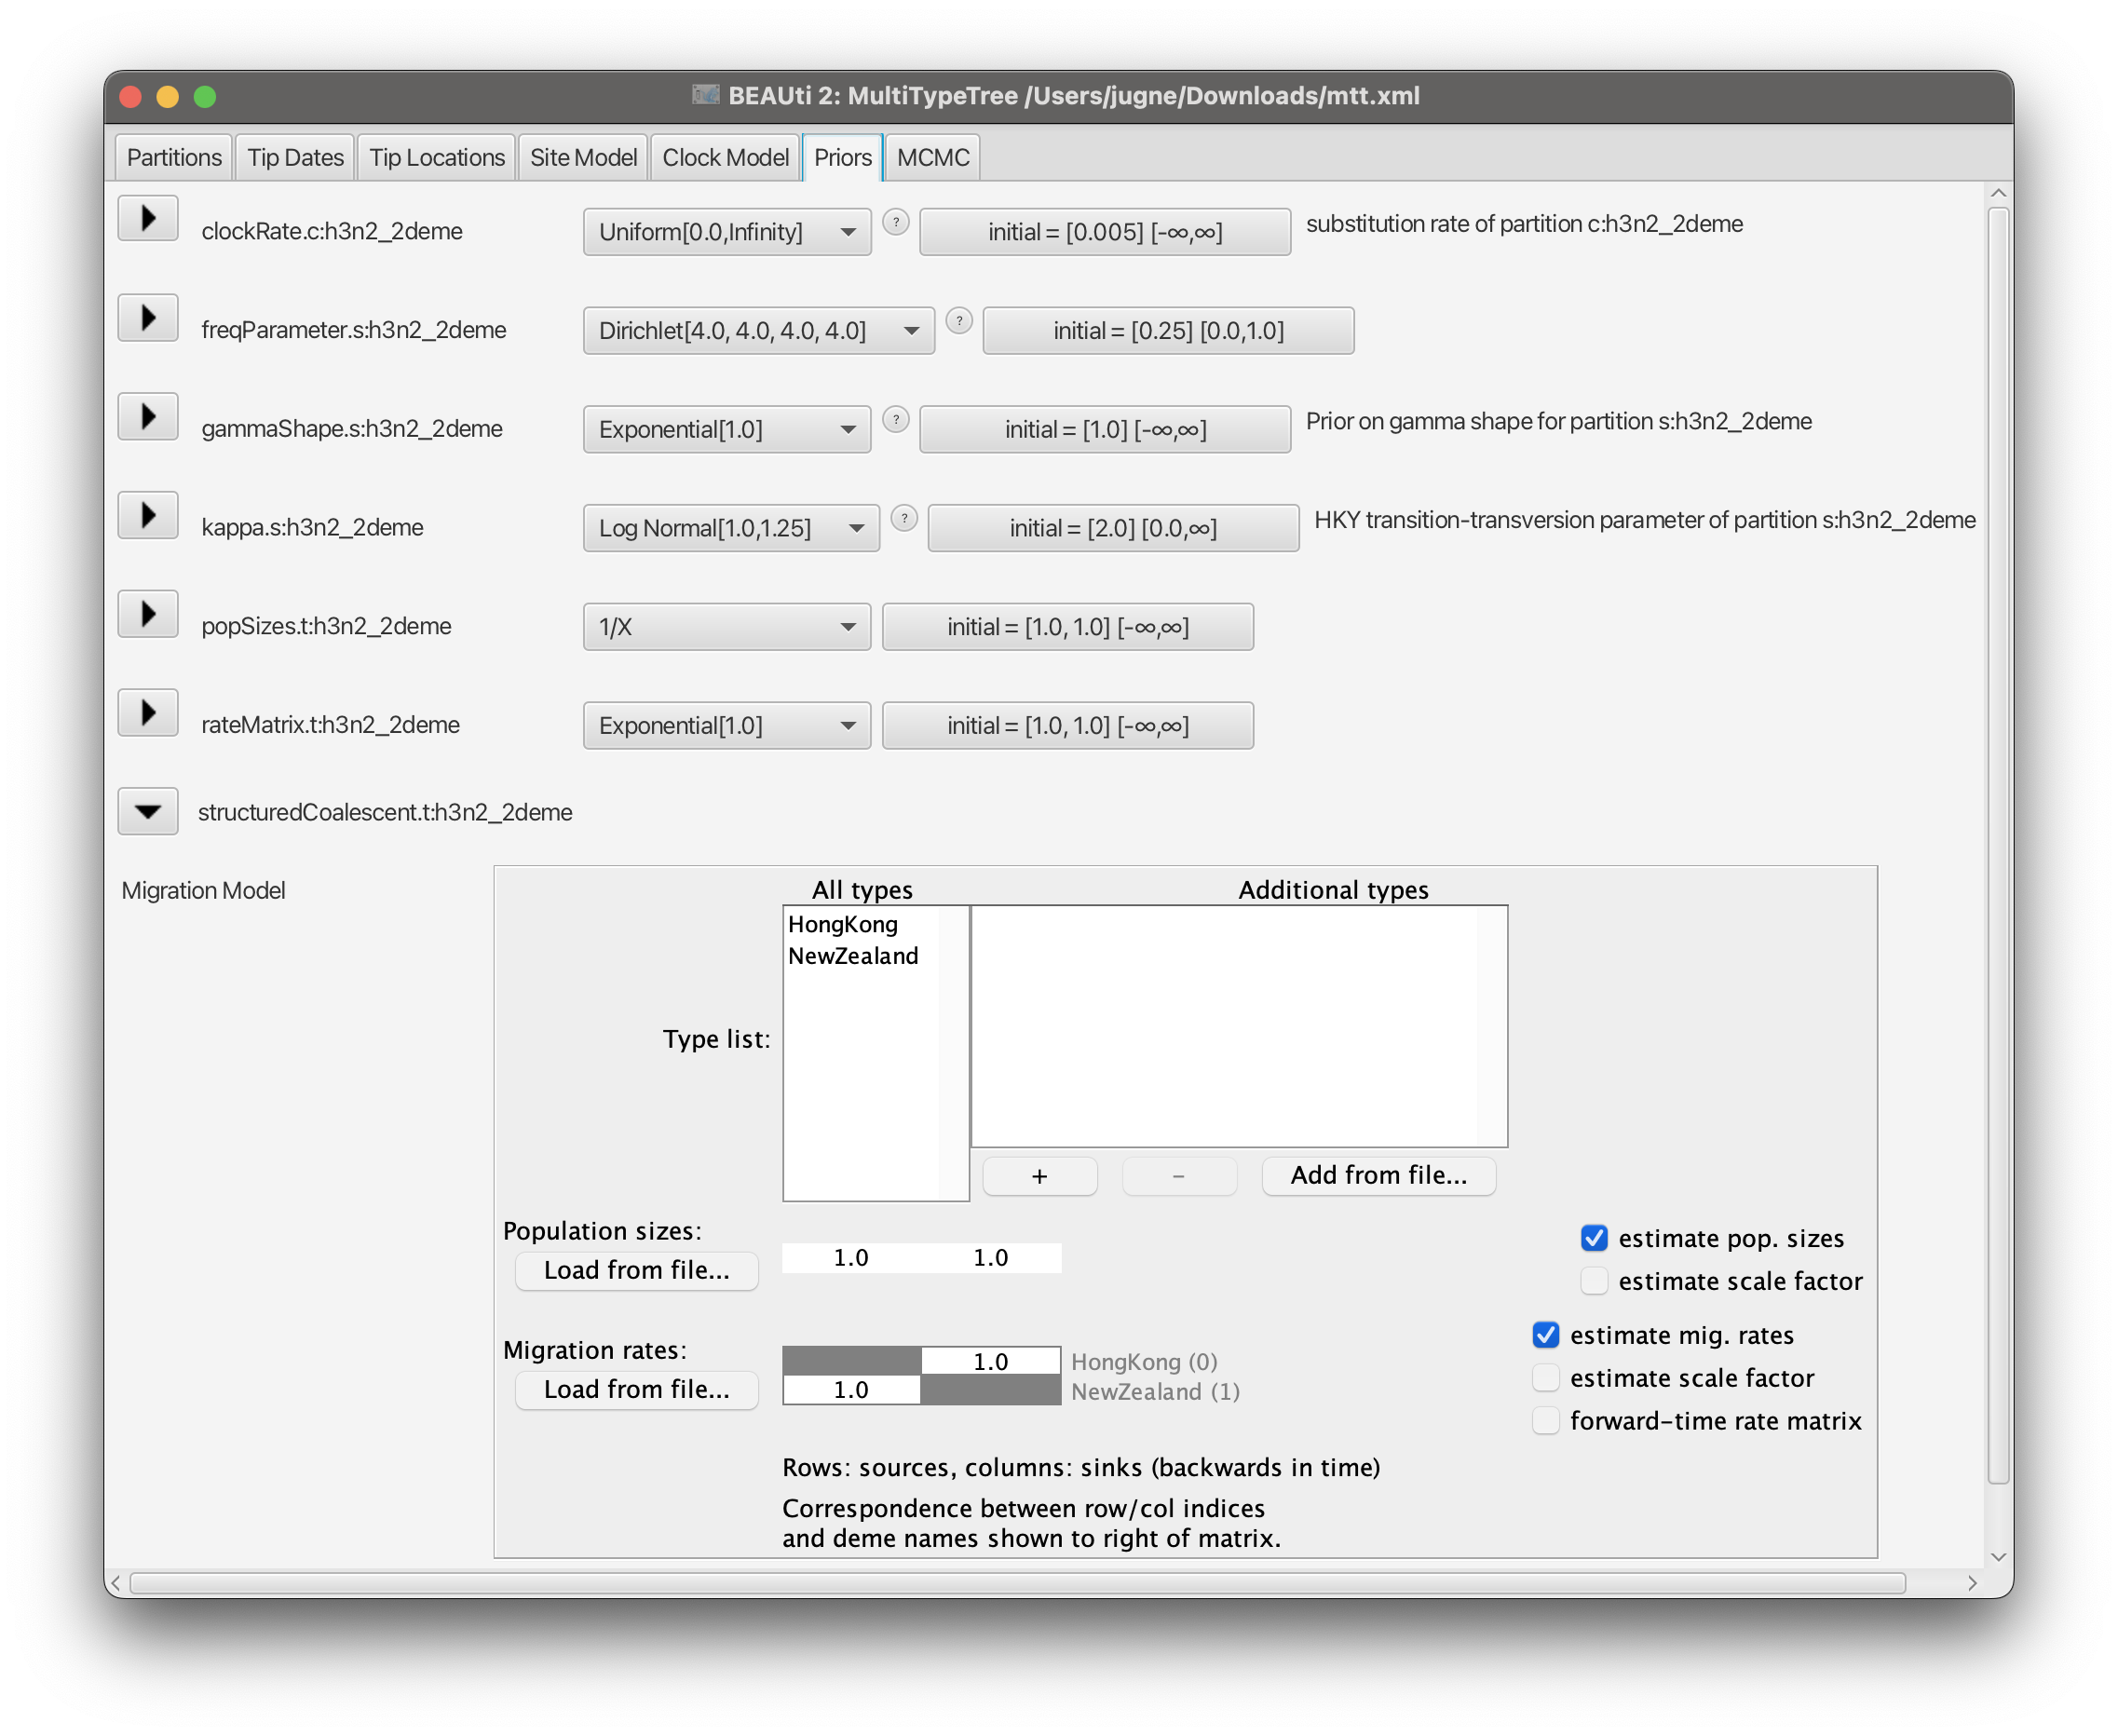 BEAUti 2: MultiTypeTree /Users/jugne/Downloads/mtt.xml
Partitions Tip Dates Tip Locations Site Model Clock Model Priors MCMC
clockRate.c:h3n2_2deme Uniform[0.0,Infinity] ? initial = [0.005] [-∞,∞] substitution rate of partition c:h3n2_2deme
freqParameter.s:h3n2_2deme Dirichlet[4.0, 4.0, 4.0, 4.0] ? initial = [0.25] [0.0,1.0]
gammaShape.s:h3n2_2deme Exponential[1.0] ? initial = [1.0] [-∞,∞] Prior on gamma shape for partition s:h3n2_2deme
kappa.s:h3n2_2deme Log Normal[1.0,1.25] ? initial = [2.0] [0.0,∞] HKY transition-transversion parameter of partition s:h3n2_2deme
popSizes.t:h3n2_2deme 1/X initial = [1.0, 1.0] [-∞,∞]
rateMatrix.t:h3n2_2deme Exponential[1.0] initial = [1.0, 1.0] [-∞,∞]
structuredCoalescent.t:h3n2_2deme
Migration Model
All types Additional types
HongKong
NewZealand
Type list:
+ - Add from file...
Population sizes:
Load from file... 1.0 1.0
estimate pop. sizes
estimate scale factor
Migration rates:
Load from file...
1.0 HongKong (0)
1.0 NewZealand (1)
estimate mig. rates
estimate scale factor
forward-time rate matrix
Rows: sources, columns: sinks (backwards in time)
Correspondence between row/col indices
and deme names shown to right of matrix.